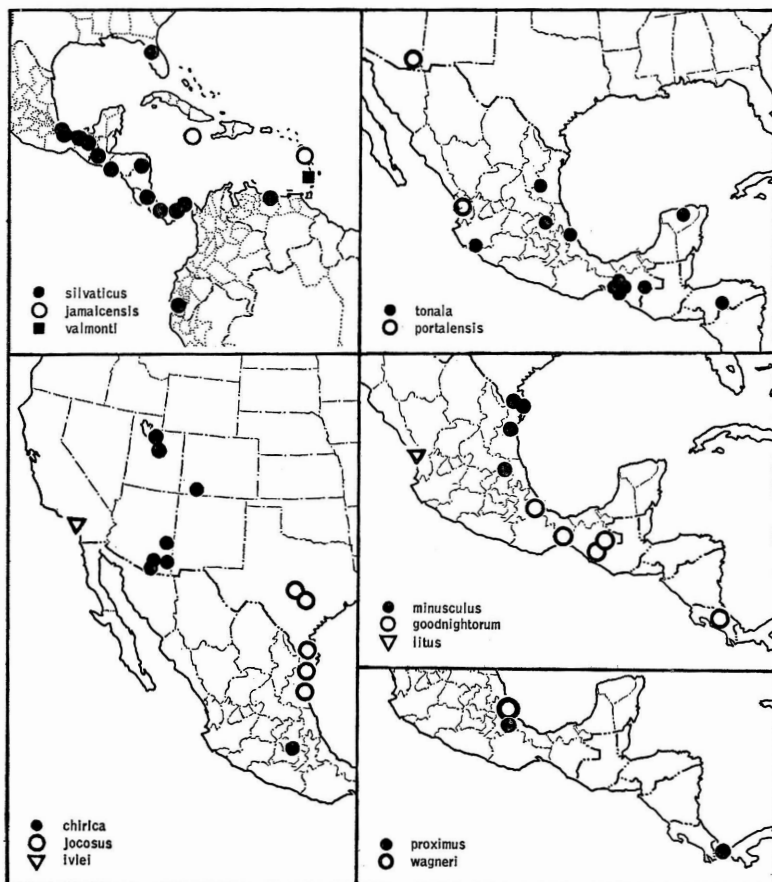 silvaticus
jamaicensis
valmonti
tonala
portalensis
chirica
jocosus
ivlei
minusculus
goodnightorum
litus
proximus
wagneri